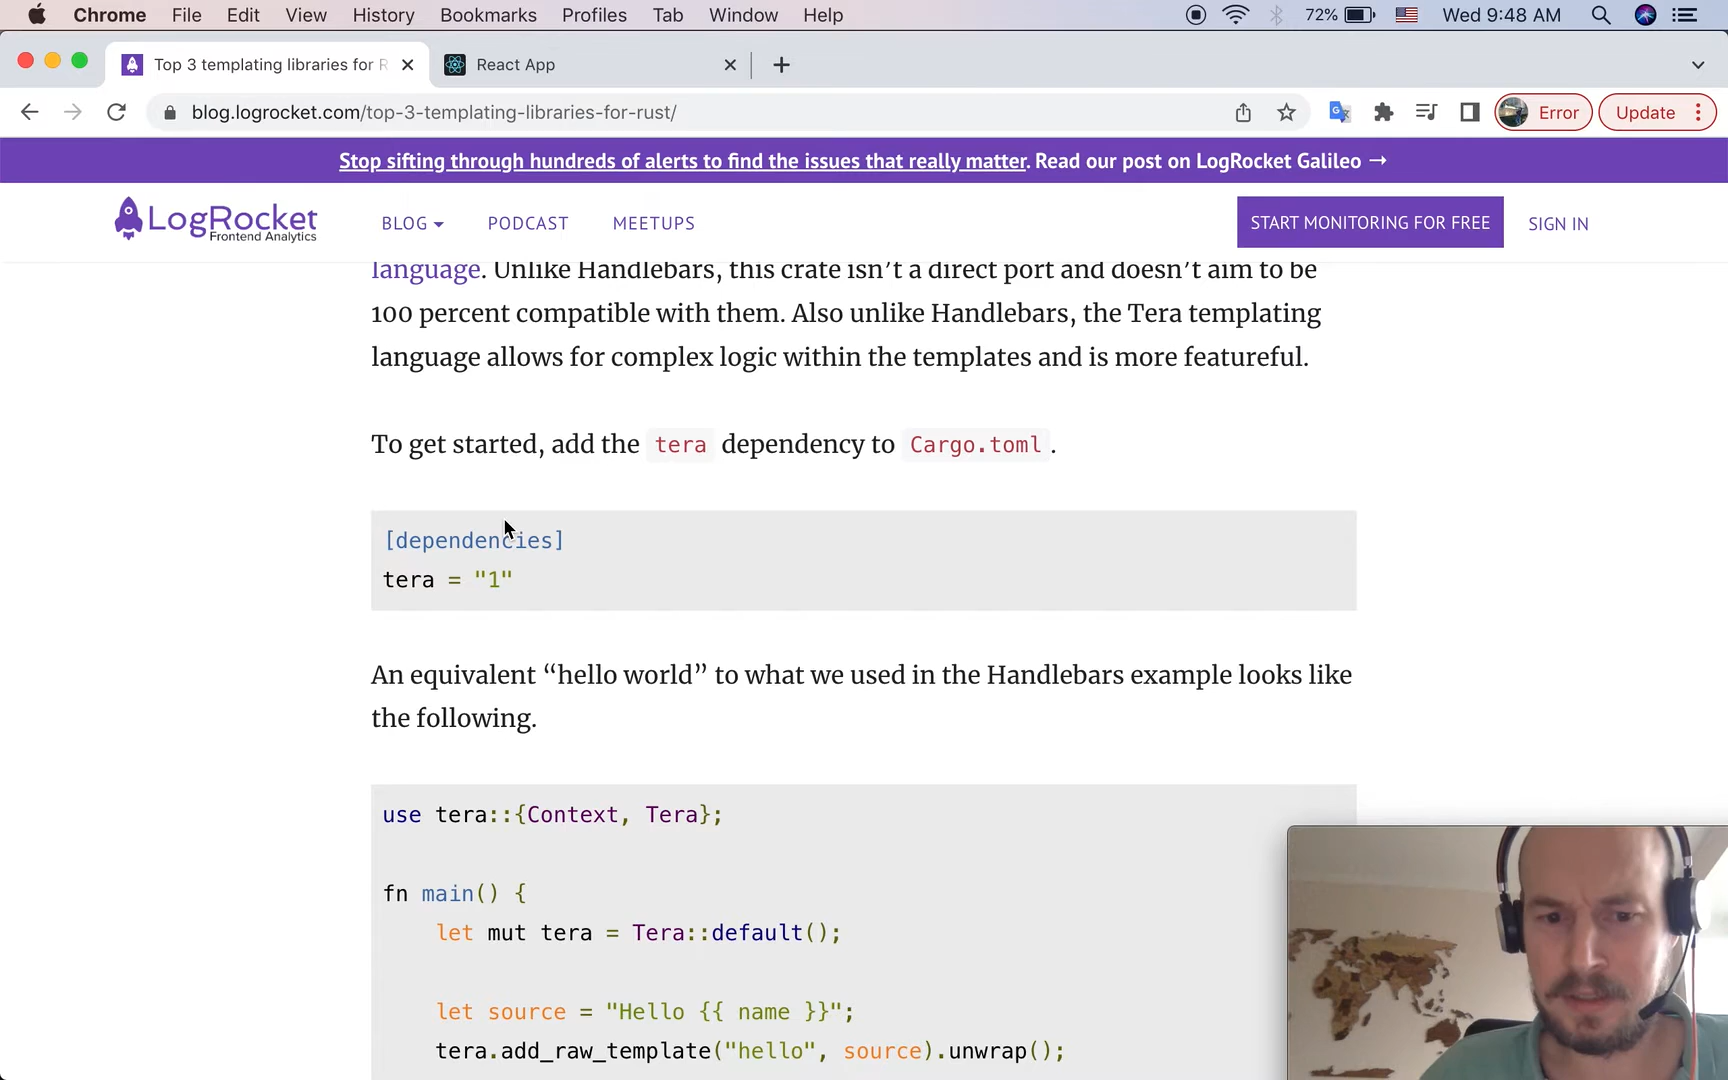 Chrome File Edit View History Bookmarks Profiles Tab Window Help 72% Wed 9:48 AM
Top 3 templating libraries for R React App
blog.logrocket.com/top-3-templating-libraries-for-rust/ Error Update
Stop sifting through hundreds of alerts to find the issues that really matter. Read our post on LogRocket Galileo →
LogRocket
Frontend Analytics
BLOG PODCAST MEETUPS START MONITORING FOR FREE SIGN IN
language. Unlike Handlebars, this crate isn’t a direct port and doesn’t aim to be
100 percent compatible with them. Also unlike Handlebars, the Tera templating
language allows for complex logic within the templates and is more featureful.
To get started, add the tera dependency to Cargo.toml .
[dependencies]
tera = "1"
An equivalent “hello world” to what we used in the Handlebars example looks like
the following.
use tera::{Context, Tera};
fn main() {
let mut tera = Tera::default();
let source = "Hello {{ name }}";
tera.add_raw_template("hello", source).unwrap();